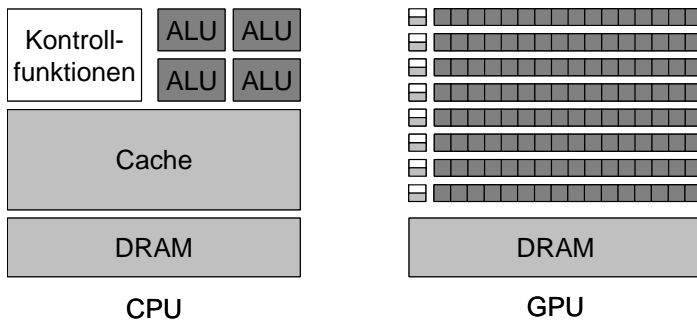 Kontroll-
funktionen
ALU
ALU
ALU
ALU
Cache
DRAM
CPU
DRAM
GPU